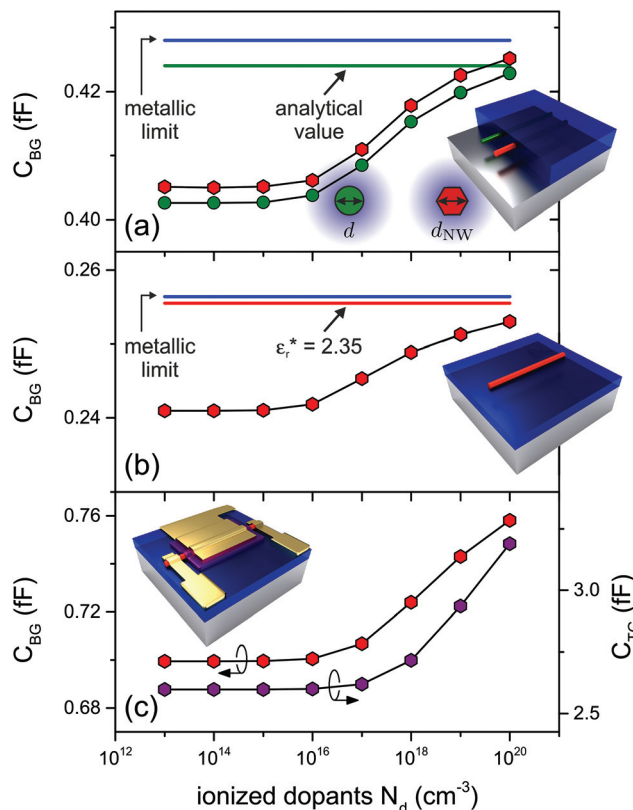 (a)
C_BG (fF)
0.42
0.40
metallic
limit
analytical
value
d
d_NW
(b)
C_BG (fF)
0.26
0.24
metallic
limit
ε_r* = 2.35
(c)
C_BG (fF)
0.76
0.72
0.68
C_TG (fF)
3.0
2.5
10^12 10^14 10^16 10^18 10^20
ionized dopants N_d (cm^-3)